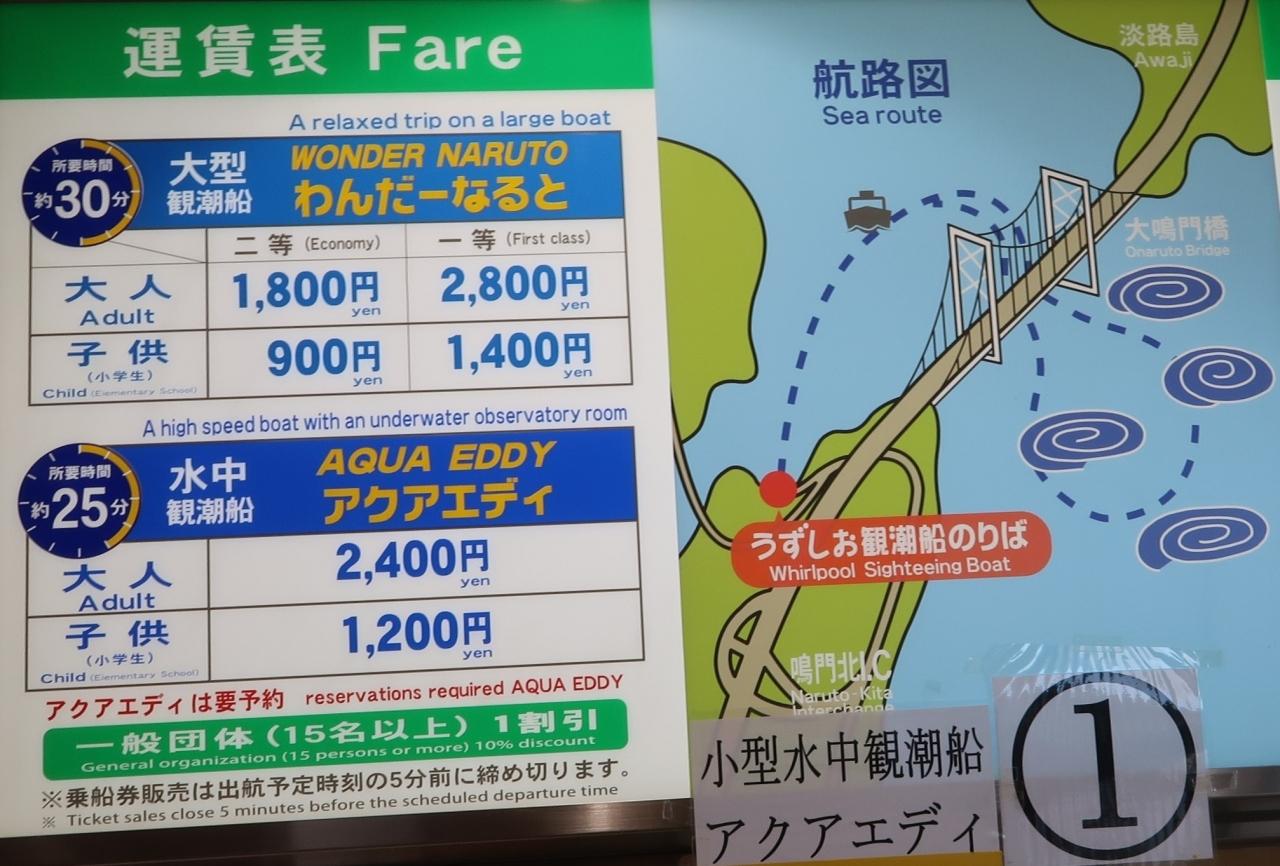 運賃表 Fare
A relaxed trip on a large boat
所要時間
約30分
大型
観潮船
WONDER NARUTO
わんだーなると
二等 (Economy)
一等 (First class)
大人
Adult
1,800円
yen
2,800円
yen
子供
(小学生)
Child (Elementary School)
900円
yen
1,400円
yen
A high speed boat with an underwater observatory room
所要時間
約25分
水中
観潮船
AQUA EDDY
アクアエディ
大人
Adult
2,400円
yen
子供
(小学生)
Child (Elementary School)
1,200円
yen
アクアエディは要予約 reservations required AQUA EDDY
一般団体(15名以上)1割引
General organization (15 persons or more) 10% discount
※乗船券販売は出航予定時刻の5分前に締め切ります。
※ Ticket sales close 5 minutes before the scheduled departure time
航路図
Sea route
淡路島
Awaji
大鳴門橋
Onaruto Bridge
うずしお観潮船のりば
Whirlpool Sighteeing Boat
鳴門北I.C
Naruto-Kita
Interchange
小型水中観潮船
アクアエディ
①